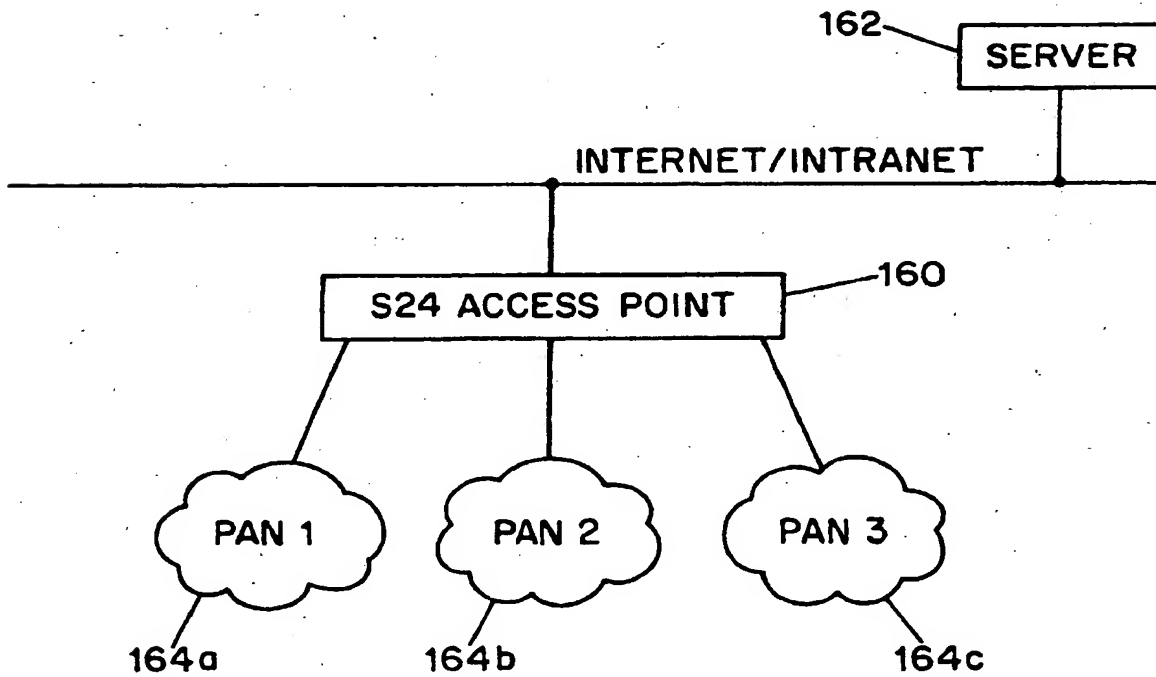 162
SERVER
INTERNET/INTRANET
160
S24 ACCESS POINT
PAN 1
PAN 2
PAN 3
164a
164b
164c